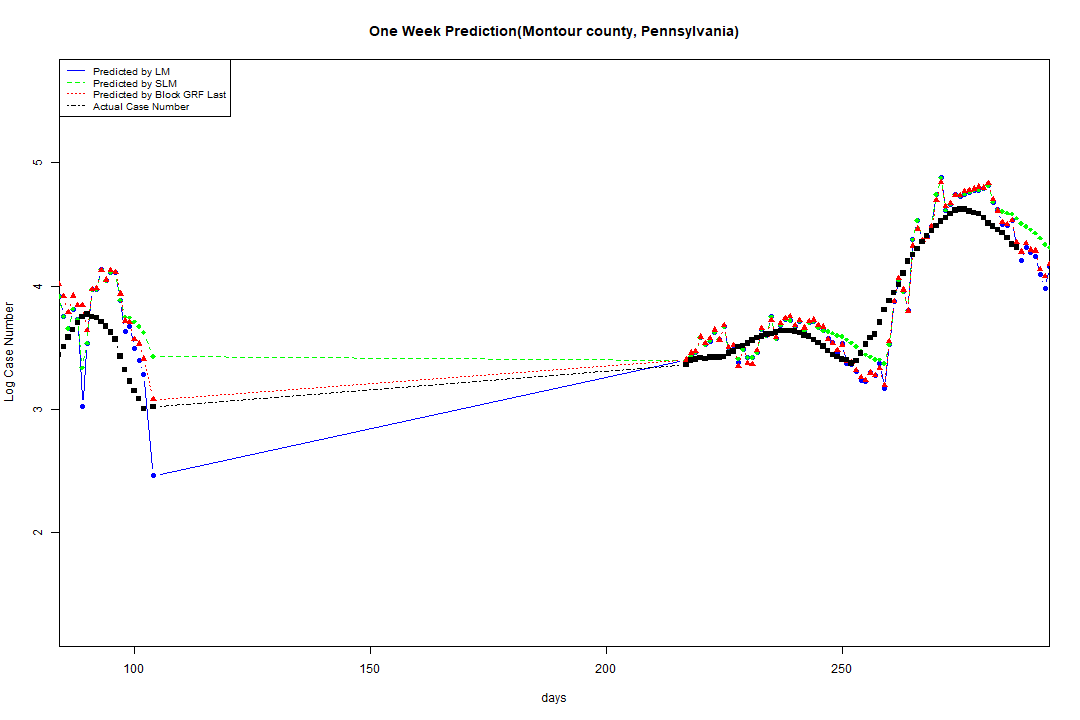 One Week Prediction(Montour county, Pennsylvania)
Predicted by LM
Predicted by SLM
Predicted by Block GRF Last
Actual Case Number
5
4
3
2
Log Case Number
100 150 200 250
days